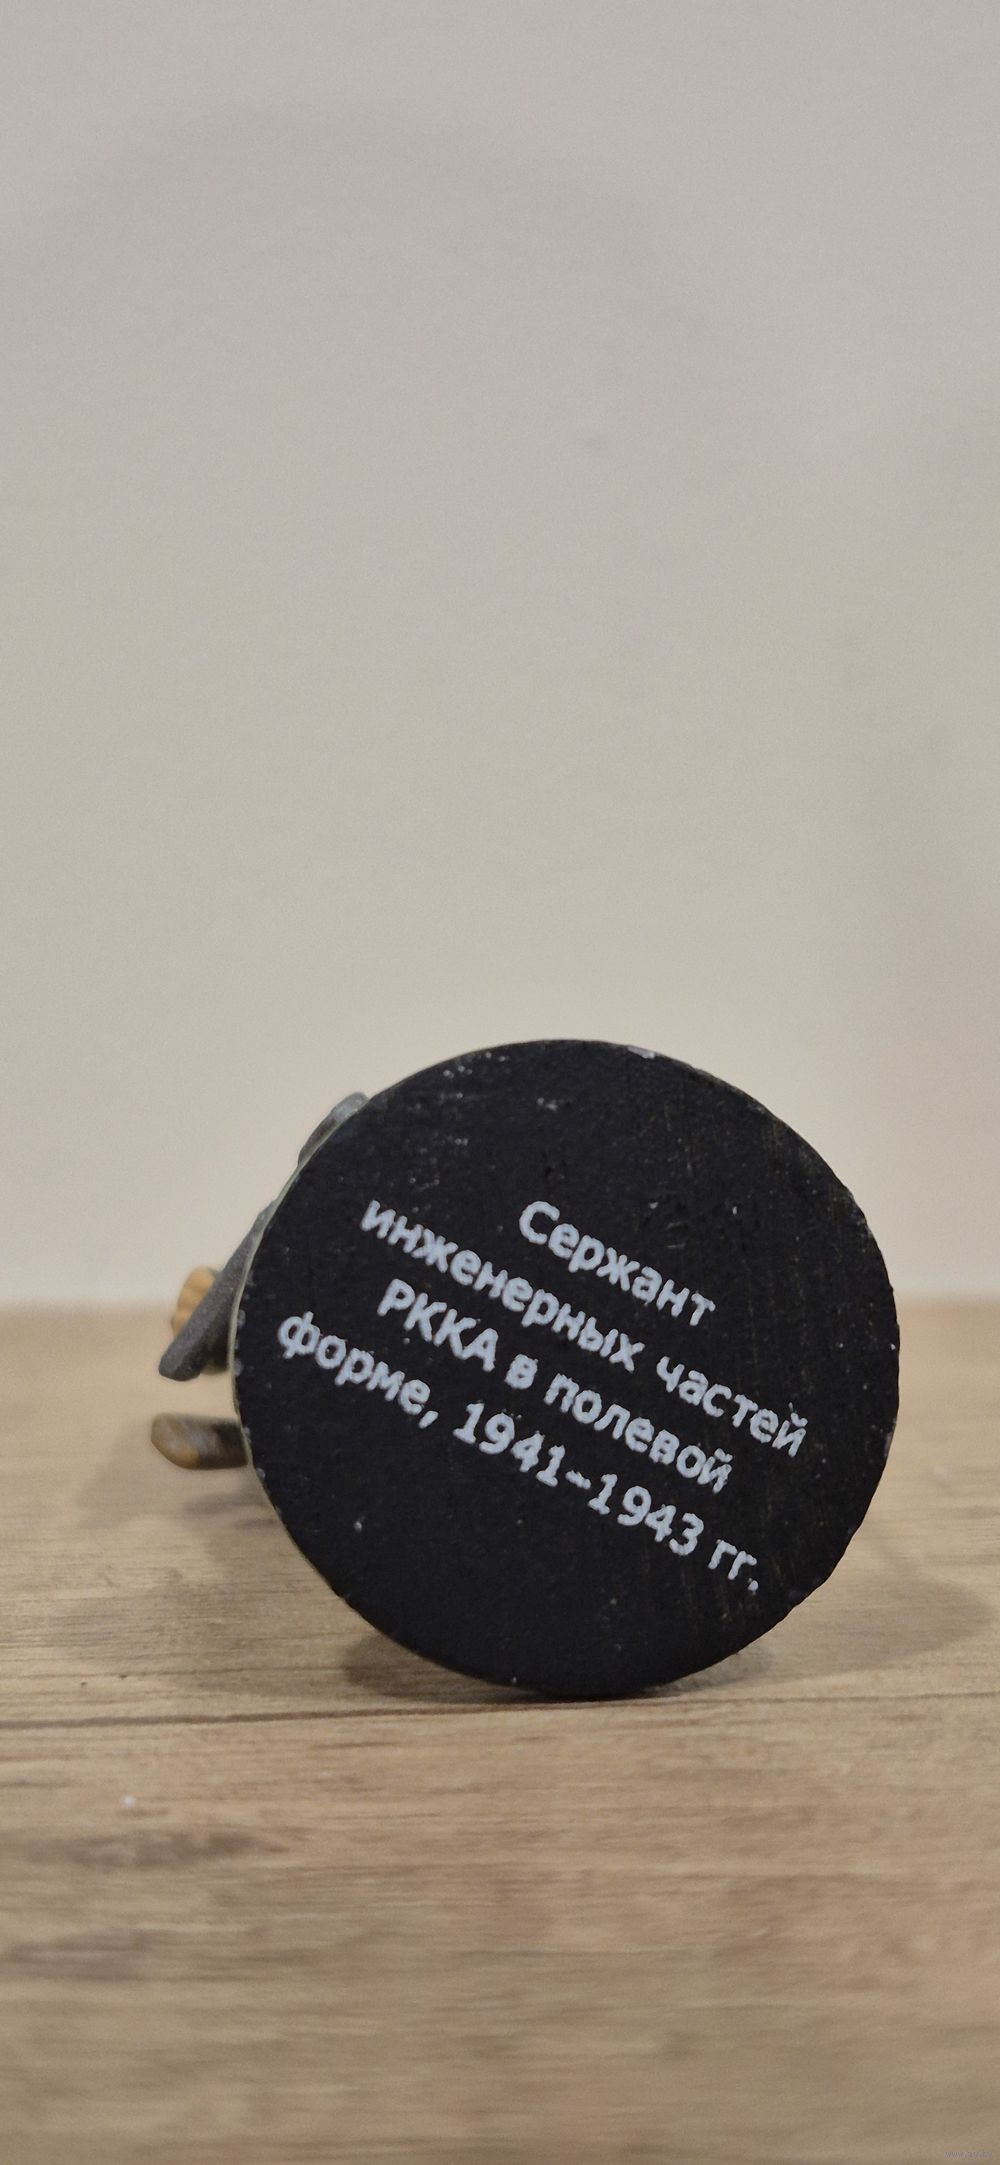 Сержант
инженерных частей
РККА в полевой
форме, 1941-1943 гг.